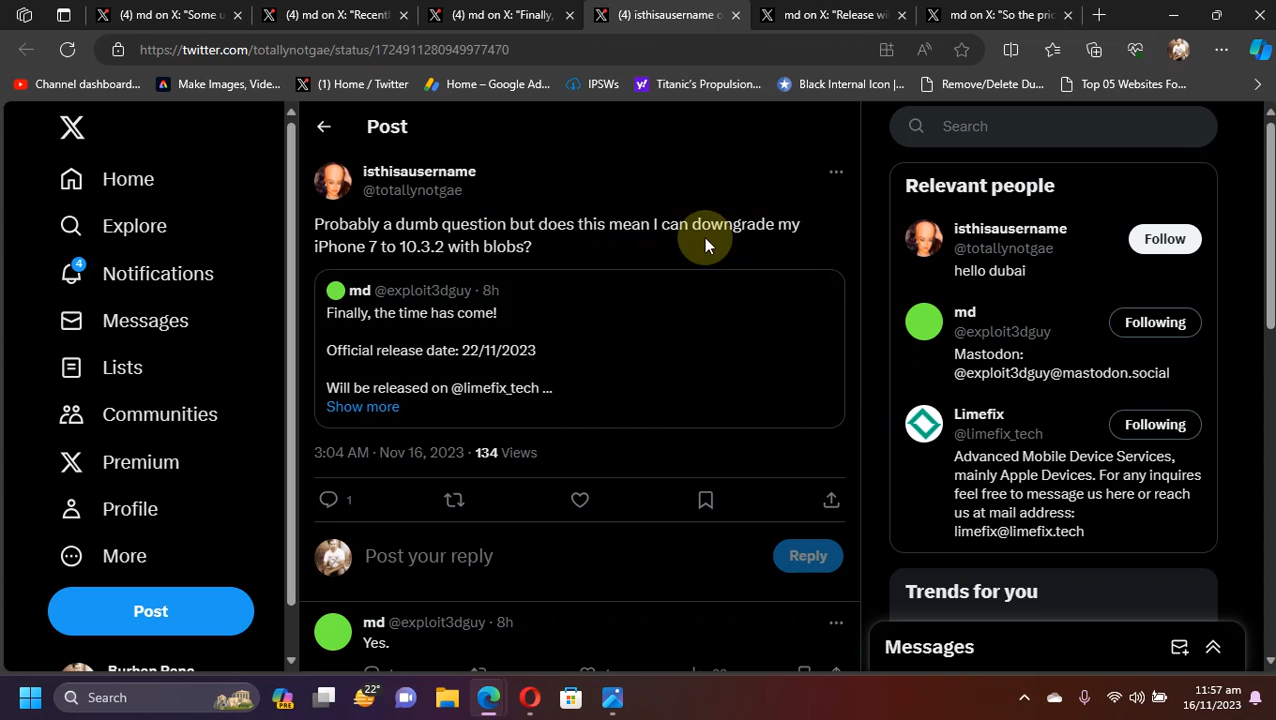 (4) md on X: "Some u
(4) md on X: "Recent
(4) md on X: "Finally,
(4) isthisausername o
md on X: "Release wi
md on X: "So the pric
https://twitter.com/totallynotgae/status/1724911280949977470
Channel dashboard...
Make Images, Video...
(1) Home / Twitter
Home – Google Ad...
IPSWs
Titanic's Propulsion...
Black Internal Icon |...
Remove/Delete Du...
Top 05 Websites Fo...
Home
Explore
4
Notifications
Messages
Lists
Communities
Premium
Profile
More
Post
Burhan Rana
Post
isthisausername
@totallynotgae
Probably a dumb question but does this mean I can downgrade my
iPhone 7 to 10.3.2 with blobs?
md @exploit3dguy · 8h
Finally, the time has come!
Official release date: 22/11/2023
Will be released on @limefix_tech ...
Show more
3:04 AM · Nov 16, 2023 · 134 Views
1
Post your reply
Reply
md @exploit3dguy · 8h
Yes.
Search
Relevant people
isthisausername
@totallynotgae
Follow
hello dubai
md
@exploit3dguy
Following
Mastodon:
@exploit3dguy@mastodon.social
Limefix
@limefix_tech
Following
Advanced Mobile Device Services,
mainly Apple Devices. For any inquires
feel free to message us here or reach
us at mail address:
limefix@limefix.tech
Trends for you
Messages
Search
PRE
22°
11:57 am
16/11/2023